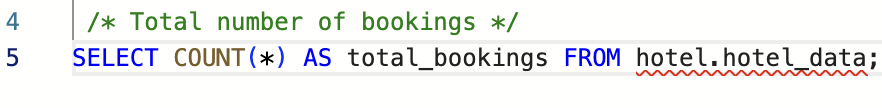 4 /* Total number of bookings */
5 SELECT COUNT(*) AS total_bookings FROM hotel.hotel_data;